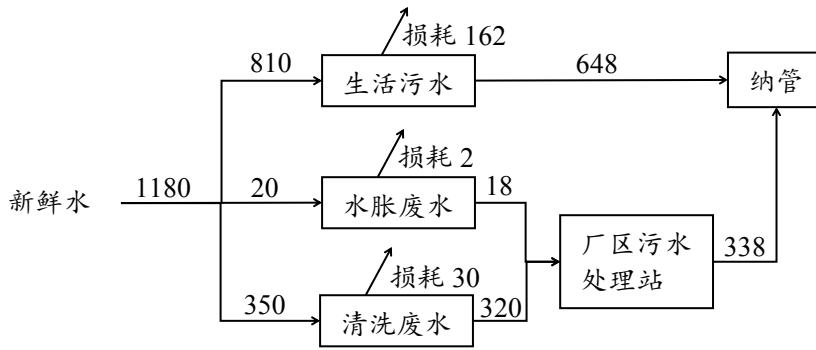 损耗 162
810
生活污水
648
纳管
损耗 2
新鲜水
1180
20
水胀废水
18
厂区污水
处理站
338
损耗 30
350
清洗废水
320